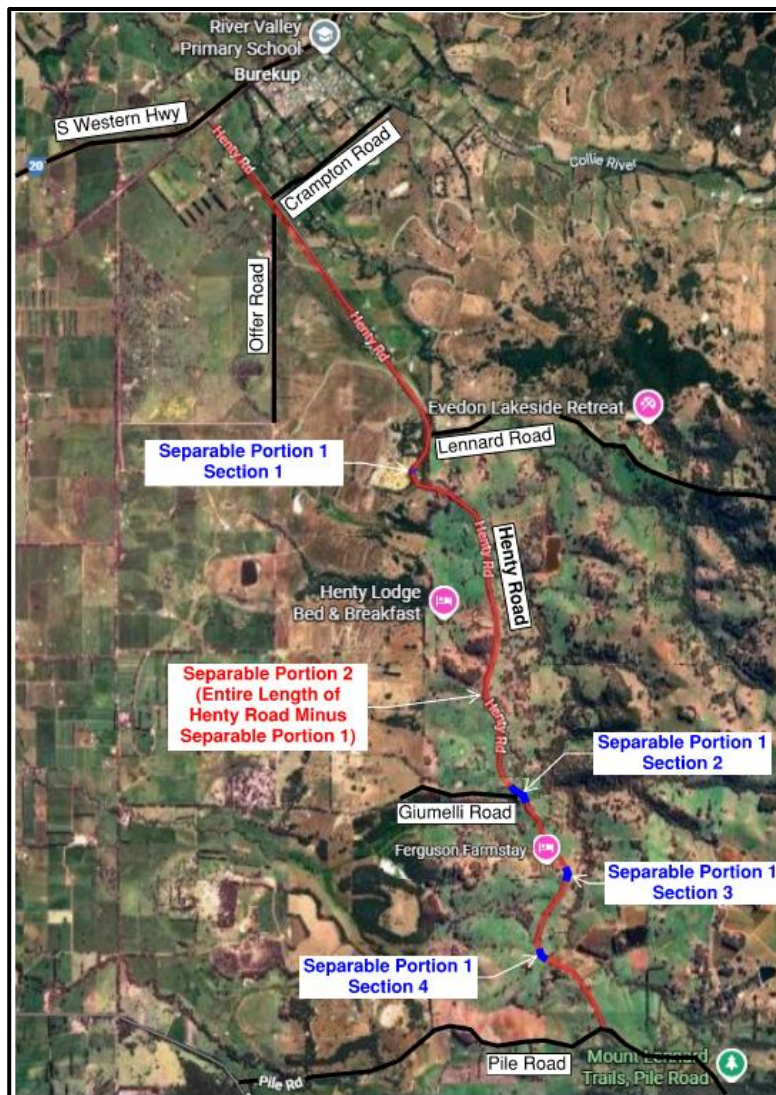 River Valley
Primary School
Burekup
S Western Hwy
20
Henty Rd
Crampton Road
Collie River
Offer Road
Henty Rd
Evedon Lakeside Retreat
Lennard Road
Separable Portion 1
Section 1
Henty Rd
Henty Road
Henty Lodge
Bed & Breakfast
Separable Portion 2
(Entire Length of
Henty Road Minus
Separable Portion 1)
Henty Rd
Separable Portion 1
Section 2
Giumelli Road
Ferguson Farmstay
Separable Portion 1
Section 3
Separable Portion 1
Section 4
Pile Road
Mount Lennard
Trails, Pile Road
Pile Rd